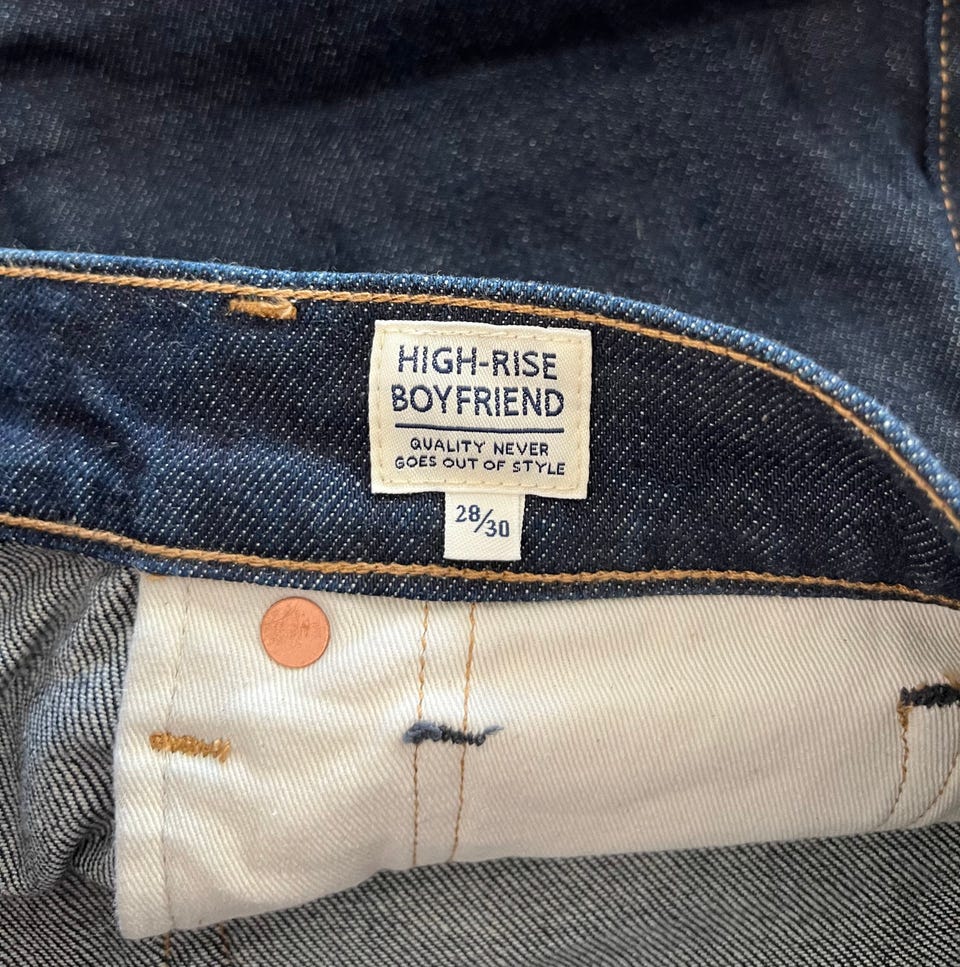 HIGH-RISE
BOYFRIEND
QUALITY NEVER
GOES OUT OF STYLE
28/30